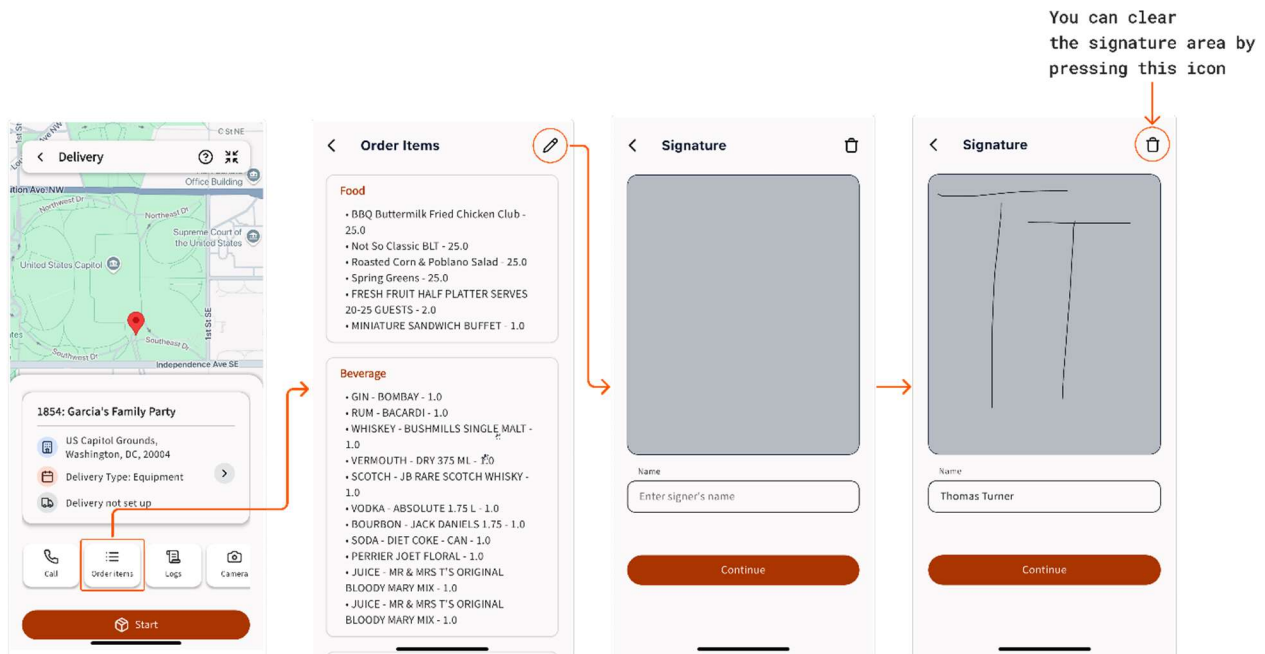 You can clear
the signature area by
pressing this icon
C St NE
Delivery
Office Building
Northwest Dr
Northeast Dr
Supreme Court of
the United States
United States Capitol
1st St SE
Southwest Dr
Southeast Dr
Independence Ave SE
1854: Garcia's Family Party
US Capitol Grounds,
Washington, DC, 20004
Delivery Type: Equipment
Delivery not set up
Call
Order items
Logs
Camera
Start
Order Items
Food
• BBQ Buttermilk Fried Chicken Club -
25.0
• Not So Classic BLT - 25.0
• Roasted Corn & Poblano Salad - 25.0
• Spring Greens - 25.0
• FRESH FRUIT HALF PLATTER SERVES
20-25 GUESTS - 2.0
• MINIATURE SANDWICH BUFFET - 1.0
Beverage
• GIN - BOMBAY - 1.0
• RUM - BACARDI - 1.0
• WHISKEY - BUSHMILLS SINGLE MALT -
1.0
• VERMOUTH - DRY 375 ML - 1.0
• SCOTCH - JB RARE SCOTCH WHISKY -
1.0
• VODKA - ABSOLUTE 1.75 L - 1.0
• BOURBON - JACK DANIELS 1.75 - 1.0
• SODA - DIET COKE - CAN - 1.0
• PERRIER JOET FLORAL - 1.0
• JUICE - MR & MRS T'S ORIGINAL
BLOODY MARY MIX - 1.0
• JUICE - MR & MRS T'S ORIGINAL
BLOODY MARY MIX - 1.0
Signature
Name
Enter signer's name
Continue
Signature
TT
Name
Thomas Turner
Continue